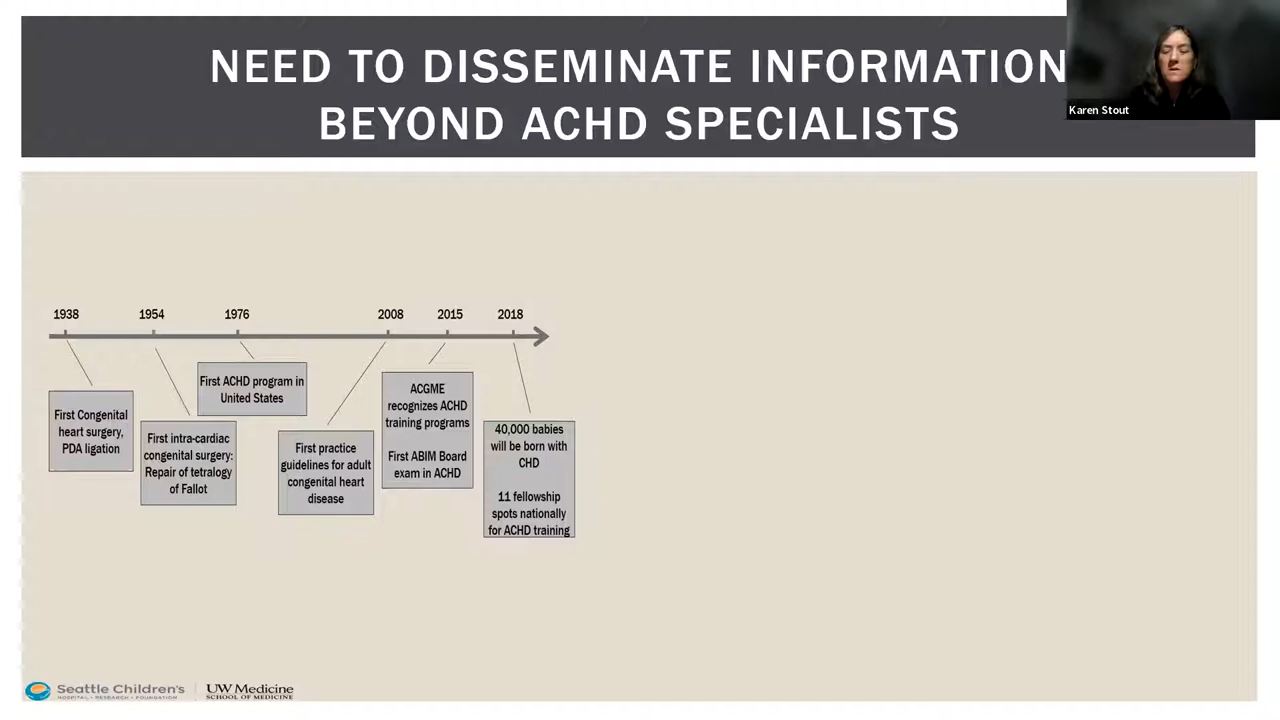 NEED TO DISSEMINATE INFORMATION
BEYOND ACHD SPECIALISTS
Karen Stout
1938
1954
1976
2008
2015
2018
First Congenital
heart surgery,
PDA ligation
First intra-cardiac
congenital surgery:
Repair of tetralogy
of Fallot
First ACHD program in
United States
First practice
guidelines for adult
congenital heart
disease
ACGME
recognizes ACHD
training programs
First ABIM Board
exam in ACHD
40,000 babies
will be born with
CHD
11 fellowship
spots nationally
for ACHD training
Seattle Children's
HOSPITAL • RESEARCH • FOUNDATION
UW Medicine
SCHOOL OF MEDICINE